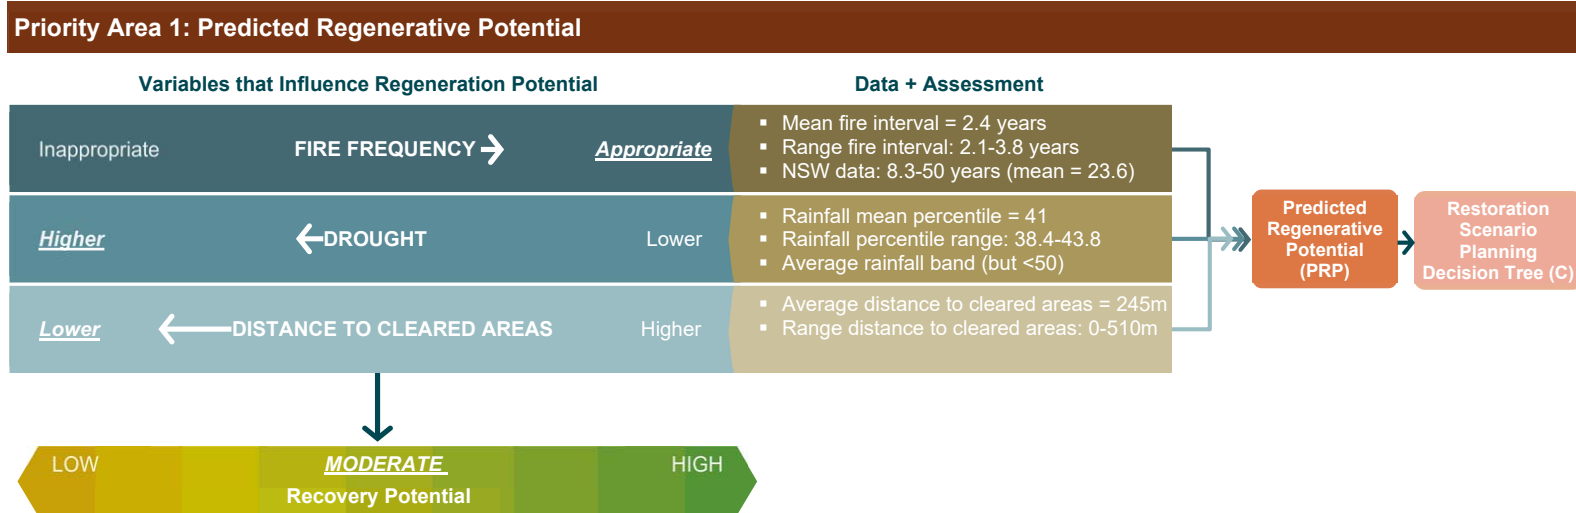 Priority Area 1: Predicted Regenerative Potential
Variables that Influence Regeneration Potential
Data + Assessment
Inappropriate
FIRE FREQUENCY
Appropriate
▪ Mean fire interval = 2.4 years
▪ Range fire interval: 2.1-3.8 years
▪ NSW data: 8.3-50 years (mean = 23.6)
Higher
DROUGHT
Lower
▪ Rainfall mean percentile = 41
▪ Rainfall percentile range: 38.4-43.8
▪ Average rainfall band (but <50)
Lower
DISTANCE TO CLEARED AREAS
Higher
▪ Average distance to cleared areas = 245m
▪ Range distance to cleared areas: 0-510m
Predicted
Regenerative
Potential
(PRP)
Restoration
Scenario
Planning
Decision Tree (C)
LOW
MODERATE
HIGH
Recovery Potential